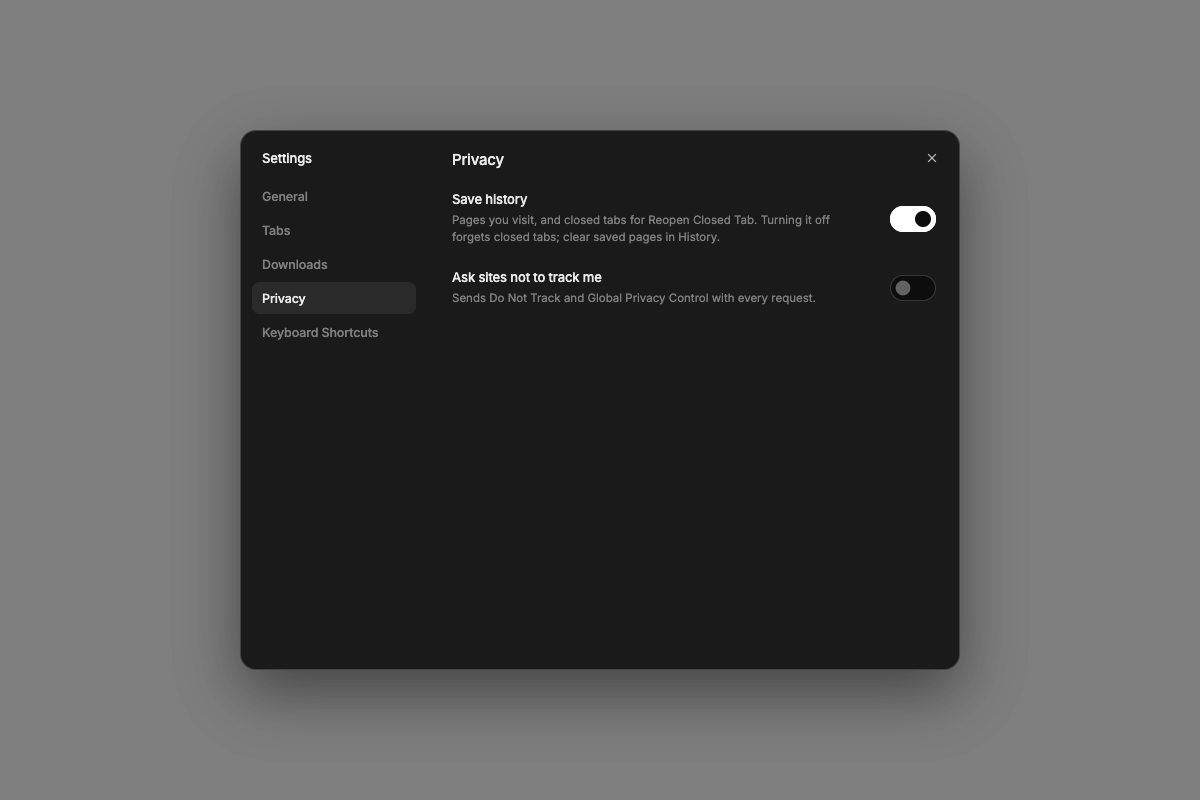 Settings
General
Tabs
Downloads
Privacy
Keyboard Shortcuts
Privacy
Save history
Pages you visit, and closed tabs for Reopen Closed Tab. Turning it off
forgets closed tabs; clear saved pages in History.
Ask sites not to track me
Sends Do Not Track and Global Privacy Control with every request.